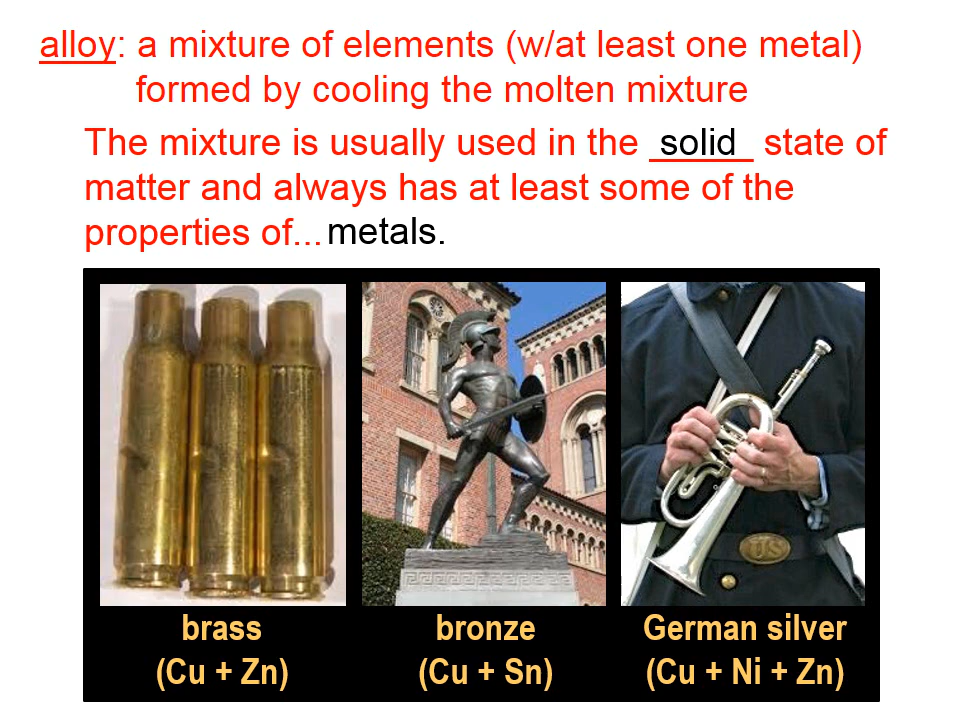 alloy: a mixture of elements (w/at least one metal)
formed by cooling the molten mixture
The mixture is usually used in the solid state of
matter and always has at least some of the
properties of... metals.
US
brass
(Cu + Zn)
bronze
(Cu + Sn)
German silver
(Cu + Ni + Zn)